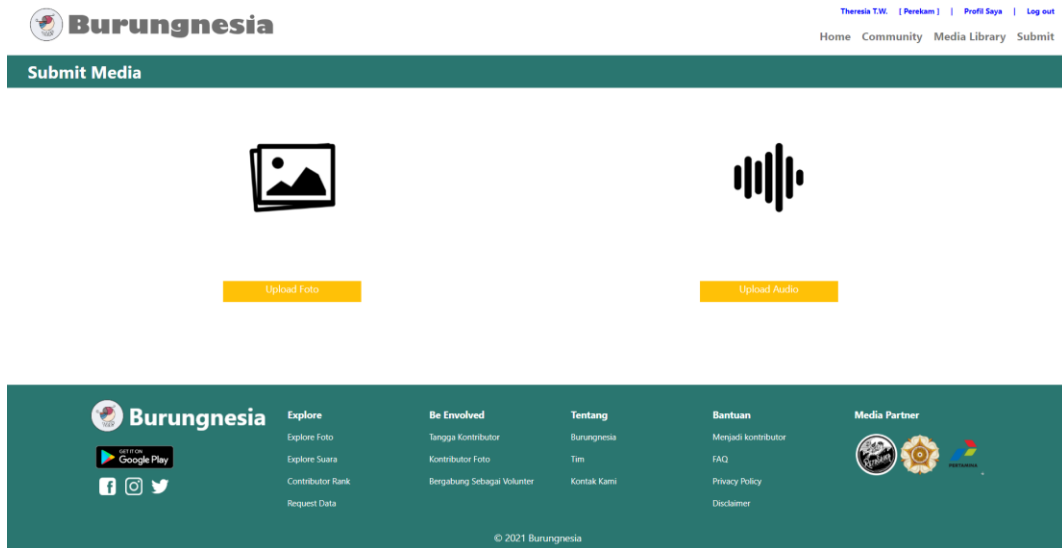 Theresia T.W. [ Perekam ] | Profil Saya | Log out
Burungnesia
Home Community Media Library Submit
Submit Media
Upload Foto
Upload Audio
Burungnesia
GET IT ON
Google Play
Explore
Explore Foto
Explore Suara
Contributor Rank
Request Data
Be Envolved
Tangga Kontributor
Kontributor Foto
Bergabung Sebagai Volunter
Tentang
Burungnesia
Tim
Kontak Kami
Bantuan
Menjadi kontributor
FAQ
Privacy Policy
Disclaimer
Media Partner
PERTAMINA
© 2021 Burungnesia